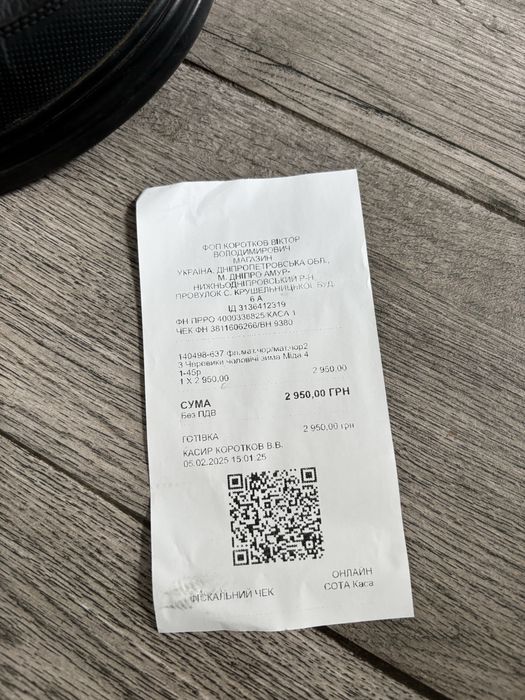 ФОП КОРОТКОВ ВІКТОР
ВОЛОДИМИРОВИЧ
МАГАЗИН
УКРАЇНА, ДНІПРОПЕТРОВСЬКА ОБЛ.,
М. ДНІПРО АМУР-
НИЖНЬОДНІПРОВСЬКИЙ Р-Н,
ПРОВУЛОК С. КРУШЕЛЬНИЦЬКОЇ, БУД.
6 А
ІД 3136412319
ФН ПРРО 4000338825/КАСА 1
ЧЕК ФН 3811606266/ВН 9380
140498-637 фл.мат.чор/мат.чор2
3 Черевики чоловічі зима Міда 4
1-45р
1 X 2 950,00 2 950,00
СУМА 2 950,00 ГРН
Без ПДВ
ГОТІВКА 2 950,00 грн
КАСИР КОРОТКОВ В.В.
05.02.2025 15:01:25
ОНЛАЙН
ФІСКАЛЬНИЙ ЧЕК СОТА Каса